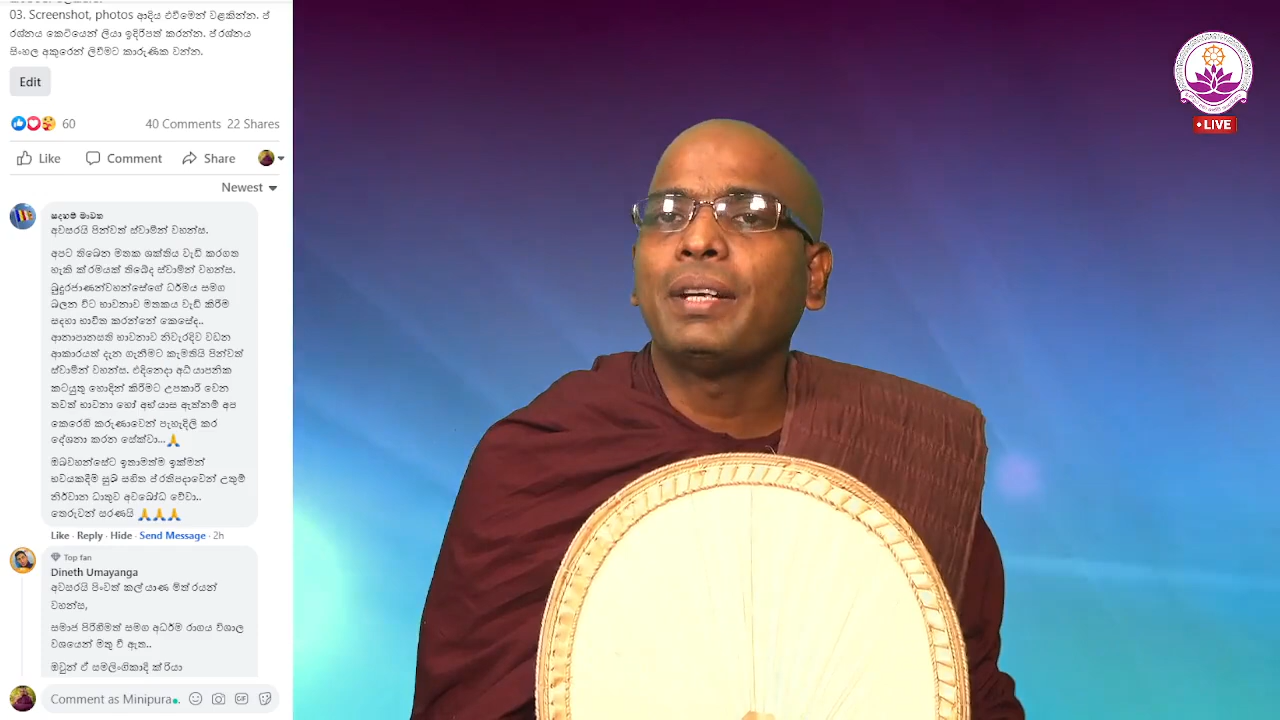 03. Screenshot, photos ආදිය එවීමෙන් වළකින්න. ප්
රශ්නය කෙටියෙන් ලියා ඉදිරිපත් කරන්න. ප්රශ්නය
සිංහල අකුරෙන් ලිවීමට කාරුණික වන්න.
Edit
60
40 Comments 22 Shares
Like
Comment
Share
Newest
සදහම් මාවත
අවසරයි පින්වත් ස්වාමින් වහන්ස.
අපට තිබෙන මතක ශක්තිය වැඩි කරගත
හැකි ක්රමයක් තිබේද ස්වාමින් වහන්ස.
බුදුරජාණන්වහන්සේගේ ධර්මය සමග
බලන විට භාවනාව මතකය වැඩි කිරීම
සඳහා භාවිත කරන්නේ කෙසේද..
ආනාපානසති භාවනාව නිවැරදිව වඩන
ආකාරයත් දැන ගැනීමට කැමතියි පින්වත්
ස්වාමින් වහන්ස. එදිනෙදා අධ්යාපනික
කටයුතු හොඳින් කිරීමට උපකාරී වෙන
තවත් භාවනා හෝ අභ්යාස ඇත්නම් අප
කෙරෙහි කරුණාවෙන් පැහැදිලි කර
දේශනා කරන සේක්වා...🙏
ඔබවහන්සේට ඉතාමත්ම ඉක්මන්
භවයකදීම සුඛ සහිත ප්රතිපදාවෙන් උතුම්
නිර්වාන ධාතුව අවබෝධ වේවා..
තෙරුවන් සරණයි 🙏🙏🙏
Like · Reply · Hide · Send Message · 2h
Top fan
Dineth Umayanga
අවසරයි පිංවත් කල්යාණ මිත්රයන්
වහන්ස,
සමාජ පිරිහීමත් සමග අධර්ම රාගය විශාල
වශයෙන් මතු වී ඇත..
ඔවුන් ඒ සමලිංගිකාදි ක්රියා
Comment as Minipura
GIF
• LIVE